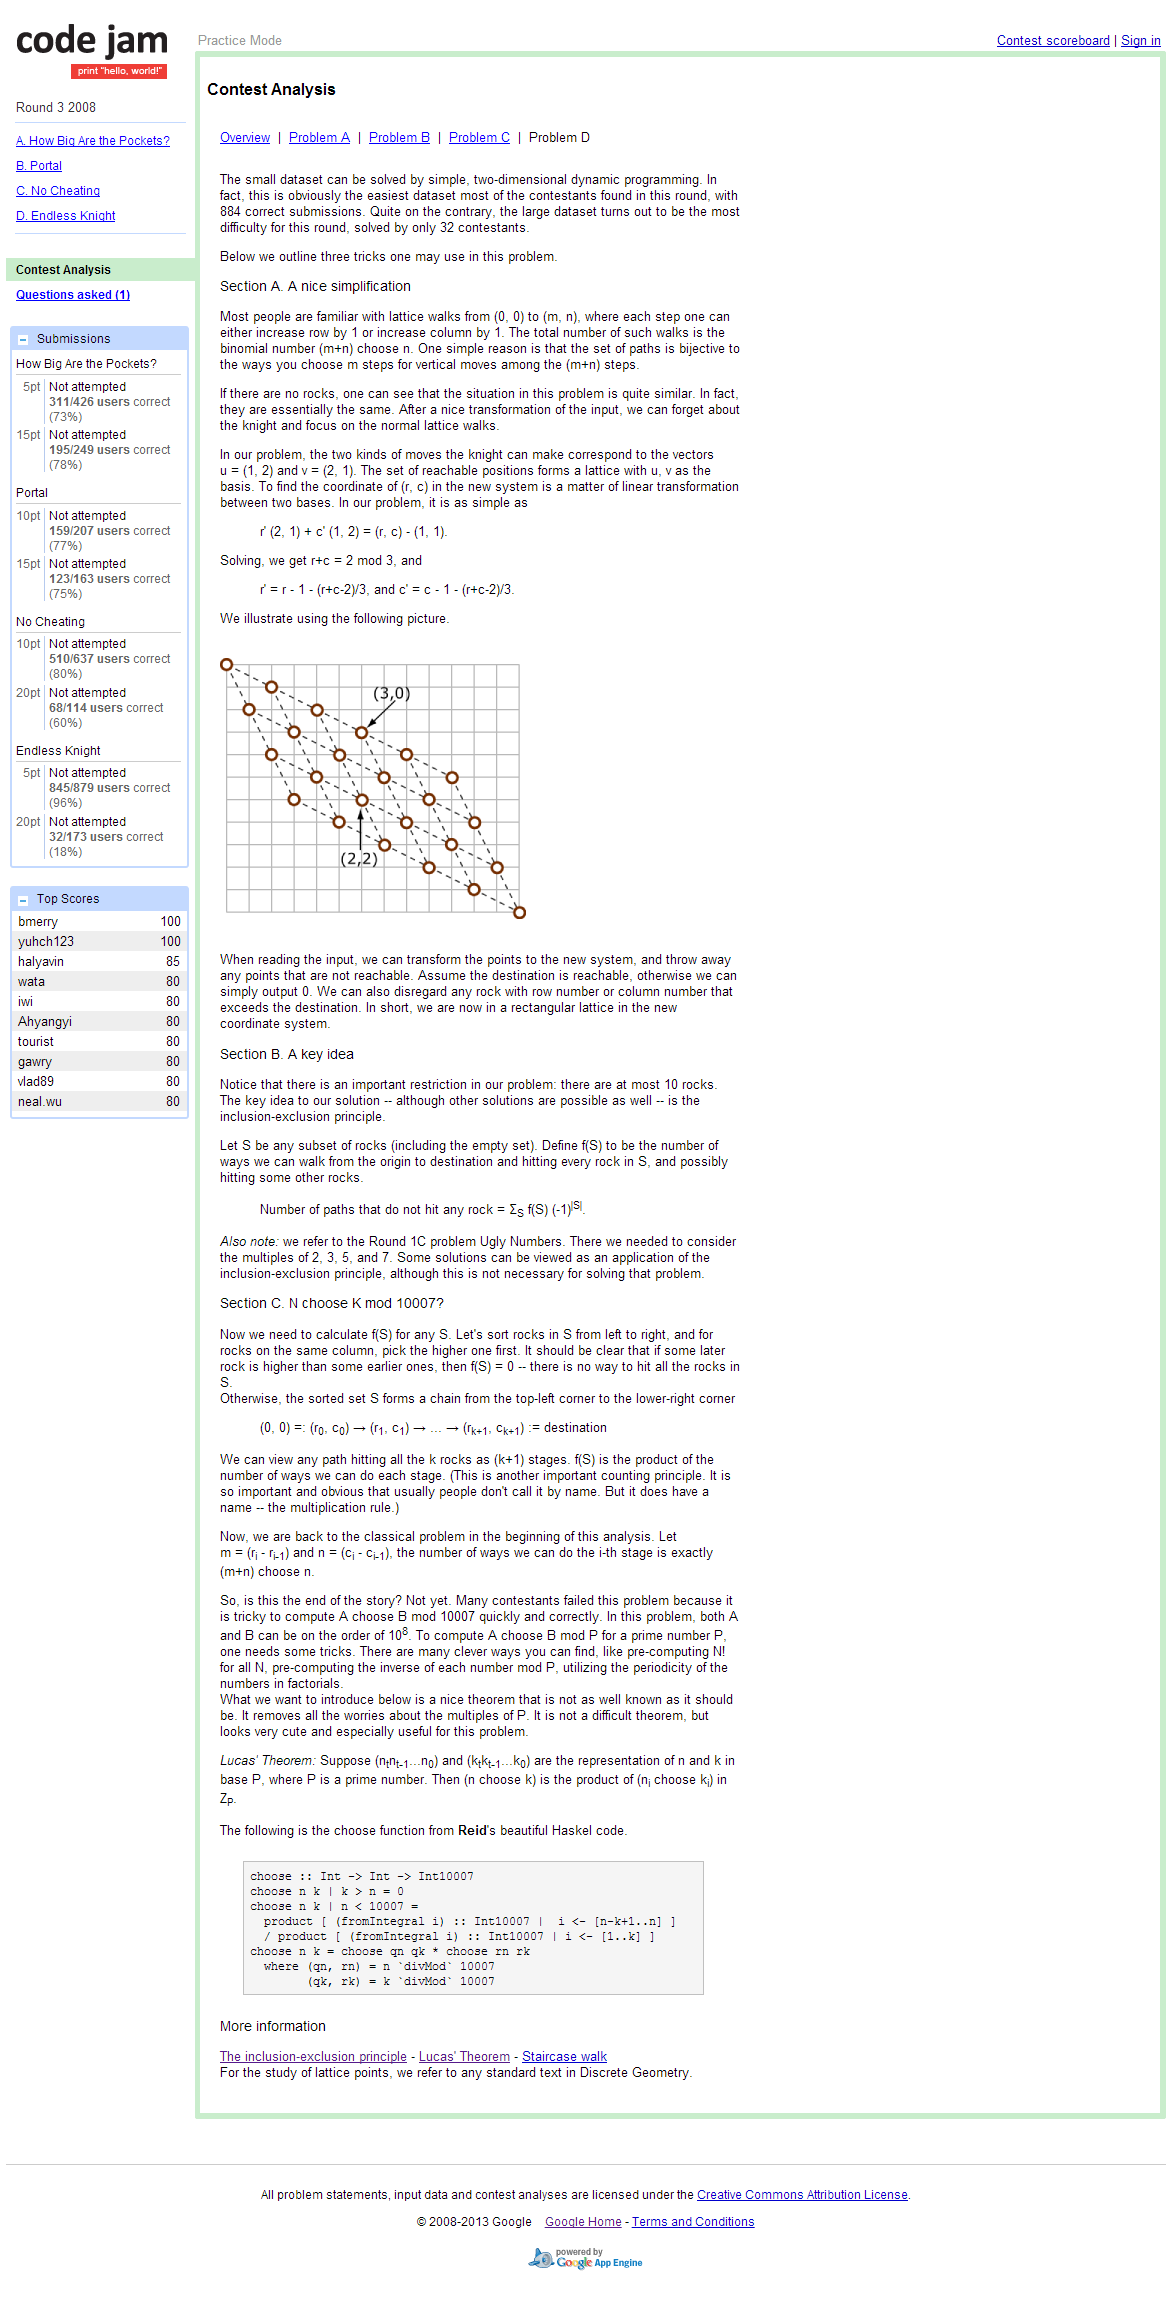 code jam
print "hello, world!"
Practice Mode
Contest scoreboard | Sign in
Round 3 2008
A. How Big Are the Pockets?
B. Portal
C. No Cheating
D. Endless Knight
Contest Analysis
Questions asked (1)
Submissions
How Big Are the Pockets?
5pt Not attempted
311/426 users correct
(73%)
15pt Not attempted
195/249 users correct
(78%)
Portal
10pt Not attempted
159/207 users correct
(77%)
15pt Not attempted
123/163 users correct
(75%)
No Cheating
10pt Not attempted
510/637 users correct
(80%)
20pt Not attempted
68/114 users correct
(60%)
Endless Knight
5pt Not attempted
845/879 users correct
(96%)
20pt Not attempted
32/173 users correct
(18%)
Top Scores
bmerry 100
yuhch123 100
halyavin 85
wata 80
iwi 80
Ahyangyi 80
tourist 80
gawry 80
vlad89 80
neal.wu 80
Contest Analysis
Overview | Problem A | Problem B | Problem C | Problem D
The small dataset can be solved by simple, two-dimensional dynamic programming. In
fact, this is obviously the easiest dataset most of the contestants found in this round, with
884 correct submissions. Quite on the contrary, the large dataset turns out to be the most
difficulty for this round, solved by only 32 contestants.
Below we outline three tricks one may use in this problem.
Section A. A nice simplification
Most people are familiar with lattice walks from (0, 0) to (m, n), where each step one can
either increase row by 1 or increase column by 1. The total number of such walks is the
binomial number (m+n) choose n. One simple reason is that the set of paths is bijective to
the ways you choose m steps for vertical moves among the (m+n) steps.
If there are no rocks, one can see that the situation in this problem is quite similar. In fact,
they are essentially the same. After a nice transformation of the input, we can forget about
the knight and focus on the normal lattice walks.
In our problem, the two kinds of moves the knight can make correspond to the vectors
u = (1, 2) and v = (2, 1). The set of reachable positions forms a lattice with u, v as the
basis. To find the coordinate of (r, c) in the new system is a matter of linear transformation
between two bases. In our problem, it is as simple as
r' (2, 1) + c' (1, 2) = (r, c) - (1, 1).
Solving, we get r+c = 2 mod 3, and
r' = r - 1 - (r+c-2)/3, and c' = c - 1 - (r+c-2)/3.
We illustrate using the following picture.
(3,0)
(2,2)
When reading the input, we can transform the points to the new system, and throw away
any points that are not reachable. Assume the destination is reachable, otherwise we can
simply output 0. We can also disregard any rock with row number or column number that
exceeds the destination. In short, we are now in a rectangular lattice in the new
coordinate system.
Section B. A key idea
Notice that there is an important restriction in our problem: there are at most 10 rocks.
The key idea to our solution -- although other solutions are possible as well -- is the
inclusion-exclusion principle.
Let S be any subset of rocks (including the empty set). Define f(S) to be the number of
ways we can walk from the origin to destination and hitting every rock in S, and possibly
hitting some other rocks.
Number of paths that do not hit any rock = ΣS f(S) (-1)|S|.
Also note: we refer to the Round 1C problem Ugly Numbers. There we needed to consider
the multiples of 2, 3, 5, and 7. Some solutions can be viewed as an application of the
inclusion-exclusion principle, although this is not necessary for solving that problem.
Section C. N choose K mod 10007?
Now we need to calculate f(S) for any S. Let's sort rocks in S from left to right, and for
rocks on the same column, pick the higher one first. It should be clear that if some later
rock is higher than some earlier ones, then f(S) = 0 -- there is no way to hit all the rocks in
S.
Otherwise, the sorted set S forms a chain from the top-left corner to the lower-right corner
(0, 0) =: (r0, c0) → (r1, c1) → ... → (rk+1, ck+1) := destination
We can view any path hitting all the k rocks as (k+1) stages. f(S) is the product of the
number of ways we can do each stage. (This is another important counting principle. It is
so important and obvious that usually people don't call it by name. But it does have a
name -- the multiplication rule.)
Now, we are back to the classical problem in the beginning of this analysis. Let
m = (ri - ri-1) and n = (ci - ci-1), the number of ways we can do the i-th stage is exactly
(m+n) choose n.
So, is this the end of the story? Not yet. Many contestants failed this problem because it
is tricky to compute A choose B mod 10007 quickly and correctly. In this problem, both A
and B can be on the order of 10^8. To compute A choose B mod P for a prime number P,
one needs some tricks. There are many clever ways you can find, like pre-computing N!
for all N, pre-computing the inverse of each number mod P, utilizing the periodicity of the
numbers in factorials.
What we want to introduce below is a nice theorem that is not as well known as it should
be. It removes all the worries about the multiples of P. It is not a difficult theorem, but
looks very cute and especially useful for this problem.
Lucas' Theorem: Suppose (ntnt-1...n0) and (ktkt-1...k0) are the representation of n and k in
base P, where P is a prime number. Then (n choose k) is the product of (ni choose ki) in
ZP.
The following is the choose function from Reid's beautiful Haskel code.
choose :: Int -> Int -> Int10007
choose n k | k > n = 0
choose n k | n < 10007 =
product [ (fromIntegral i) :: Int10007 | i <- [n-k+1..n] ]
/ product [ (fromIntegral i) :: Int10007 | i <- [1..k] ]
choose n k = choose qn qk * choose rn rk
where (qn, rn) = n `divMod` 10007
(qk, rk) = k `divMod` 10007
More information
The inclusion-exclusion principle - Lucas' Theorem - Staircase walk
For the study of lattice points, we refer to any standard text in Discrete Geometry.
All problem statements, input data and contest analyses are licensed under the Creative Commons Attribution License.
© 2008-2013 Google Google Home - Terms and Conditions
powered by
Google App Engine